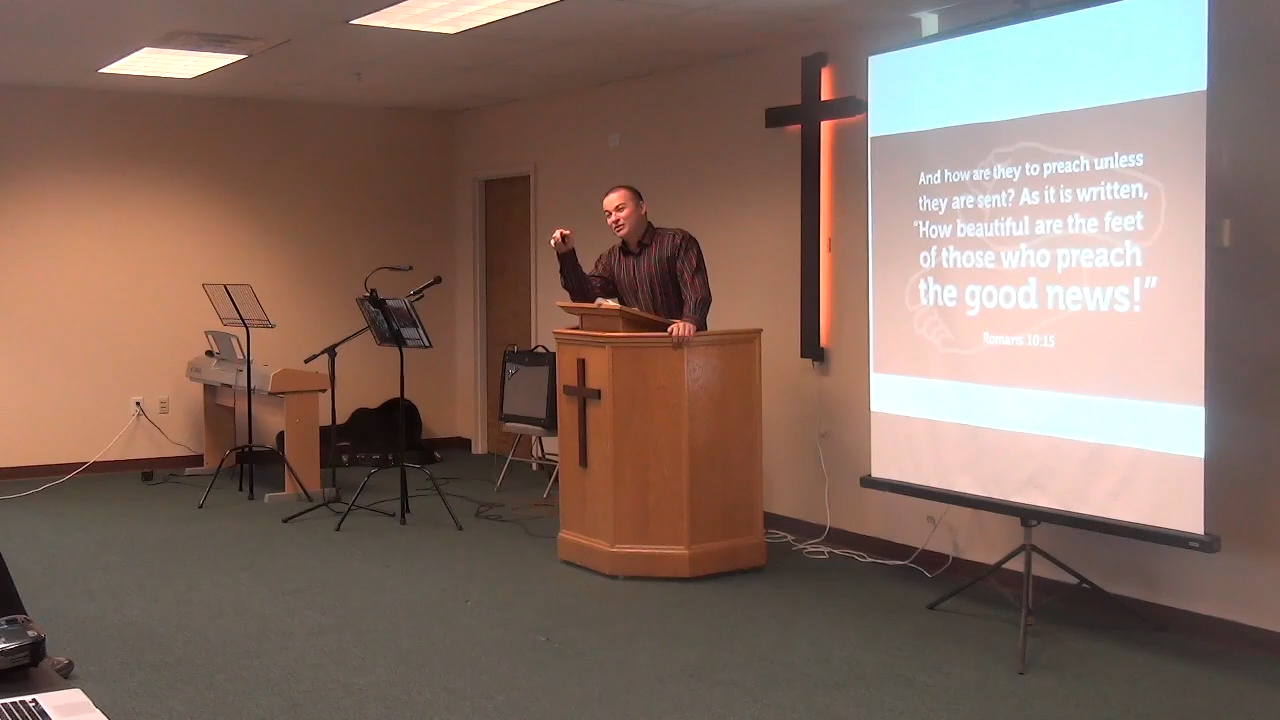 And how are they to preach unless
they are sent? As it is written,
"How beautiful are the feet
of those who preach
the good news!"
Romans 10:15